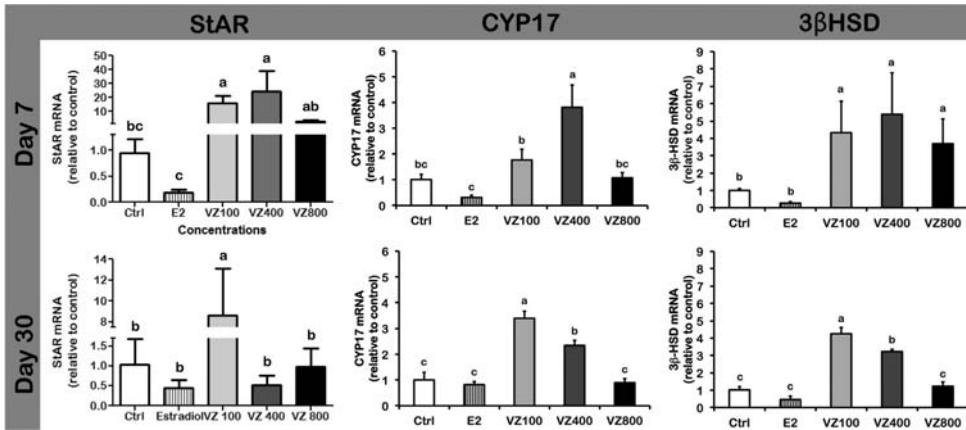 StAR CYP17 3βHSD
Day 7
StAR mRNA
(relative to control)
50
40
30
20
10
1.0
0.5
0.0
bc
c
a
a
ab
Ctrl E2 VZ100 VZ400 VZ800
Concentrations
CYP17 mRNA
(relative to control)
6
5
4
3
2
1
0
bc
c
b
a
bc
Ctrl E2 VZ100 VZ400 VZ800
3β-HSD mRNA
(relative to control)
9
8
7
6
5
4
3
2
1
0
b
b
a
a
a
Ctrl E2 VZ100 VZ400 VZ800
Day 30
StAR mRNA
(relative to control)
14
12
10
8
6
4
1.5
1.0
0.5
0.0
b
b
a
b
b
Ctrl EstradiolVZ 100 VZ 400 VZ 800
CYP17 mRNA
(relative to control)
6
5
4
3
2
1
0
c
c
a
b
c
Ctrl E2 VZ100 VZ400 VZ800
3β-HSD mRNA
(relative to control)
9
8
7
6
5
4
3
2
1
0
c
c
a
b
c
Ctrl E2 VZ100 VZ400 VZ800